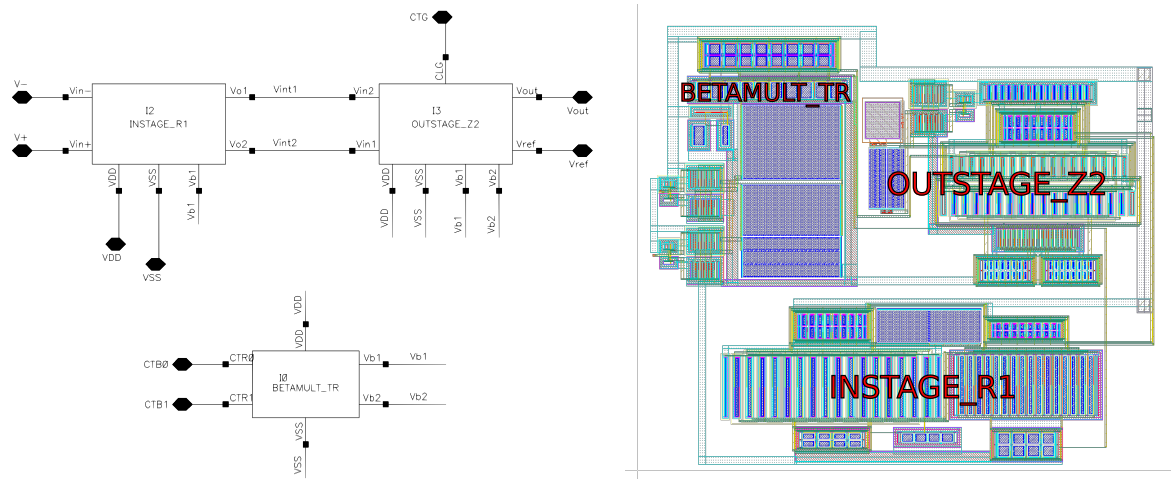 CTG
CLG
V-
Vin-
I2
INSTAGE_R1
Vo1
Vint1
Vin2
I3
OUTSTAGE_Z2
Vout
Vout
V+
Vin+
Vo2
Vint2
Vin1
Vref
Vref
VDD
VSS
Vb1
Vb1
VDD
VSS
VDD
VSS
Vb1
Vb2
VDD
VSS
Vb1
Vb2
VDD
VDD
CTB0
CTR0
I0
BETAMULT_TR
Vb1
Vb1
CTB1
CTR1
Vb2
Vb2
VSS
VSS
BETAMULT_TR
OUTSTAGE_Z2
INSTAGE_R1